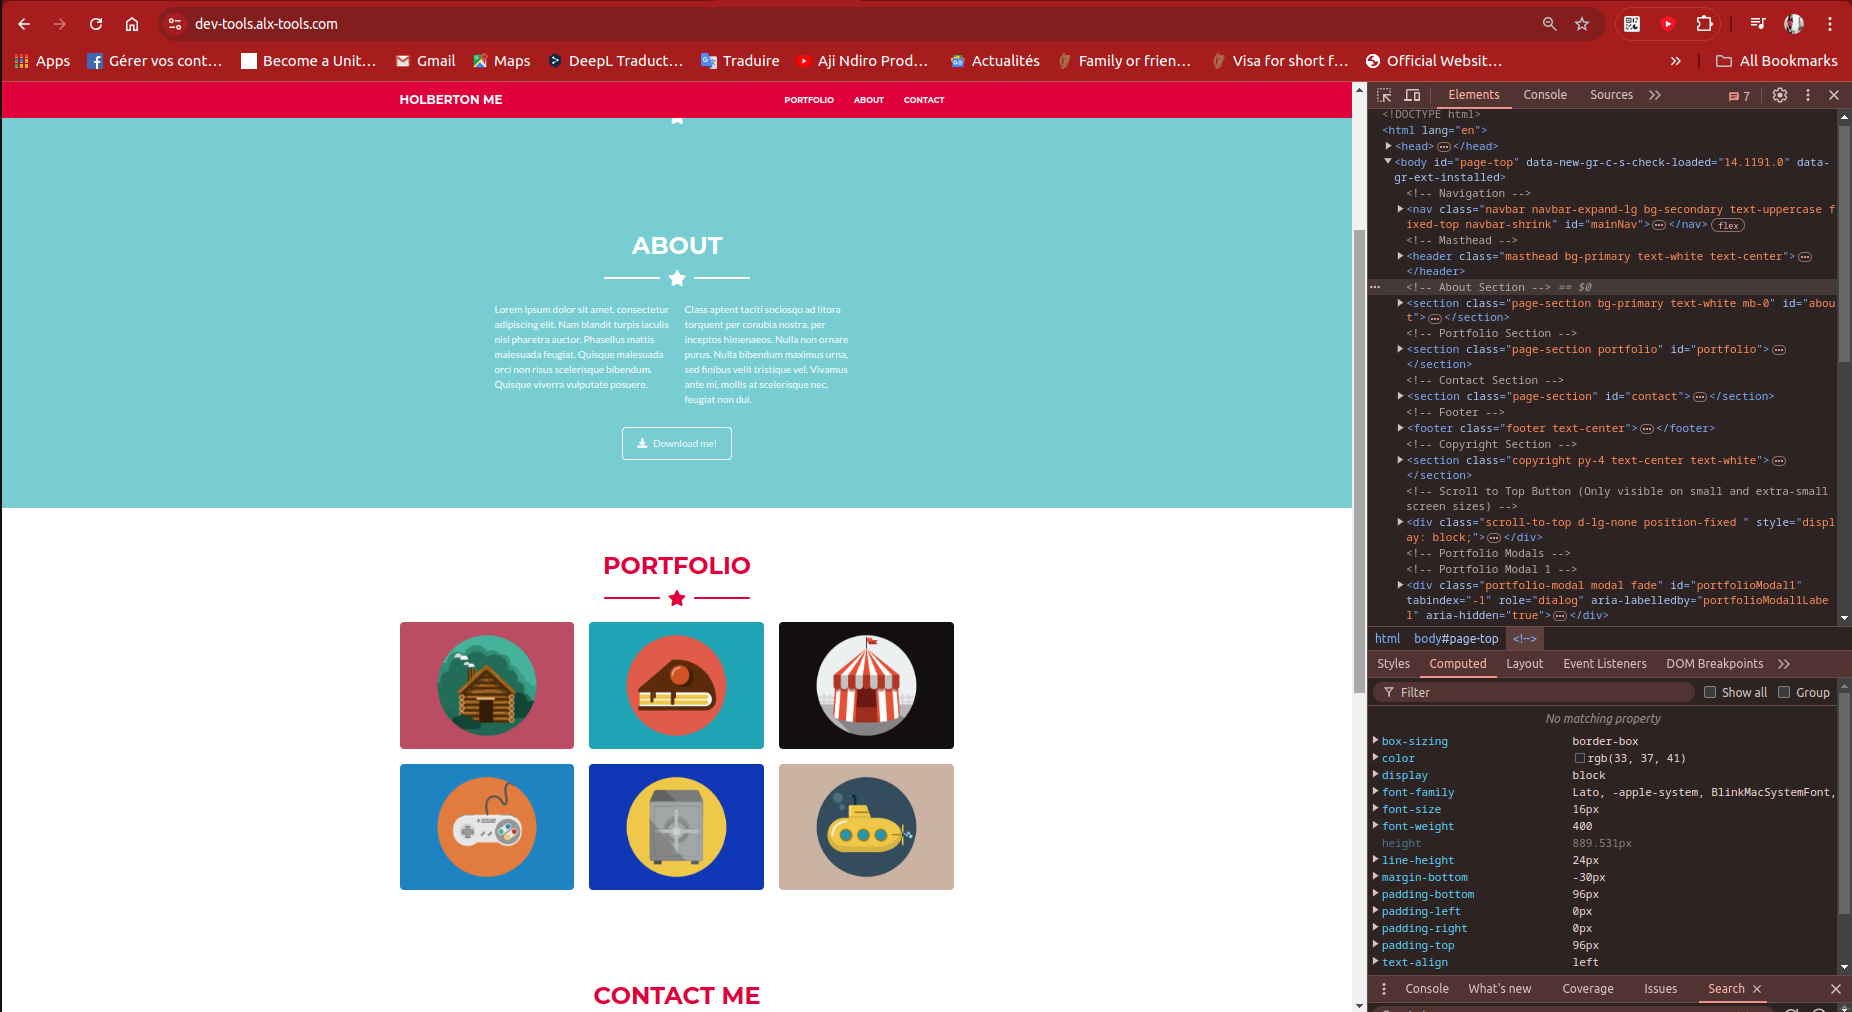 dev-tools.alx-tools.com
Apps
Gérer vos cont…
Become a Unit…
Gmail
Maps
DeepL Traduct…
Traduire
Aji Ndiro Prod…
Actualités
Family or frien…
Visa for short f…
Official Websit…
»
All Bookmarks
HOLBERTON ME
PORTFOLIO
ABOUT
CONTACT
ABOUT
Lorem ipsum dolor sit amet, consectetur
adipiscing elit. Nam blandit turpis iaculis
nisl pharetra auctor. Phasellus mattis
malesuada feugiat. Quisque malesuada
orci non risus scelerisque bibendum.
Quisque viverra vulputate posuere.
Class aptent taciti sociosqu ad litora
torquent per conubia nostra, per
inceptos himenaeos. Nulla non ornare
purus. Nulla bibendum maximus urna,
sed finibus velit tristique vel. Vivamus
ante mi, mollis at scelerisque nec,
feugiat non dui.
Download me!
PORTFOLIO
CONTACT ME
Elements
Console
Sources
»
7
<!DOCTYPE html>
<html lang="en">
<head>…</head>
<body id="page-top" data-new-gr-c-s-check-loaded="14.1191.0" data-
gr-ext-installed>
<!-- Navigation -->
<nav class="navbar navbar-expand-lg bg-secondary text-uppercase f
ixed-top navbar-shrink" id="mainNav">…</nav> flex
<!-- Masthead -->
<header class="masthead bg-primary text-white text-center">…
</header>
… <!-- About Section --> == $0
<section class="page-section bg-primary text-white mb-0" id="abou
t">…</section>
<!-- Portfolio Section -->
<section class="page-section portfolio" id="portfolio">…
</section>
<!-- Contact Section -->
<section class="page-section" id="contact">…</section>
<!-- Footer -->
<footer class="footer text-center">…</footer>
<!-- Copyright Section -->
<section class="copyright py-4 text-center text-white">…
</section>
<!-- Scroll to Top Button (Only visible on small and extra-small
screen sizes) -->
<div class="scroll-to-top d-lg-none position-fixed " style="displ
ay: block;">…</div>
<!-- Portfolio Modals -->
<!-- Portfolio Modal 1 -->
<div class="portfolio-modal modal fade" id="portfolioModal1"
tabindex="-1" role="dialog" aria-labelledby="portfolioModal1Labe
l" aria-hidden="true">…</div>
html body#page-top <!-->
Styles
Computed
Layout
Event Listeners
DOM Breakpoints
»
Filter
Show all
Group
No matching property
box-sizing border-box
color rgb(33, 37, 41)
display block
font-family Lato, -apple-system, BlinkMacSystemFont,
font-size 16px
font-weight 400
height 889.531px
line-height 24px
margin-bottom -30px
padding-bottom 96px
padding-left 0px
padding-right 0px
padding-top 96px
text-align left
Console
What's new
Coverage
Issues
Search